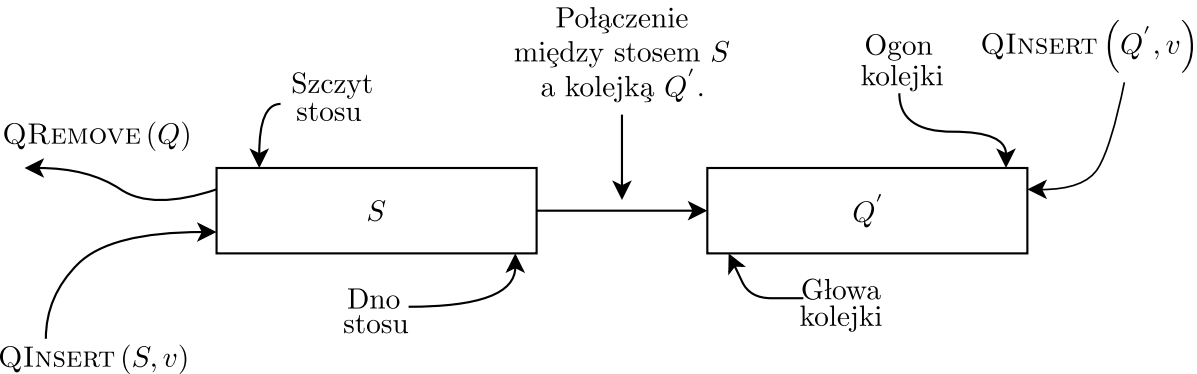 Połączenie
między stosem S
a kolejką Q′.
Szczyt
stosu
Ogon
kolejki
QINSERT (Q′, v)
QREMOVE (Q)
S
Q′
Dno
stosu
Głowa
kolejki
QINSERT (S, v)